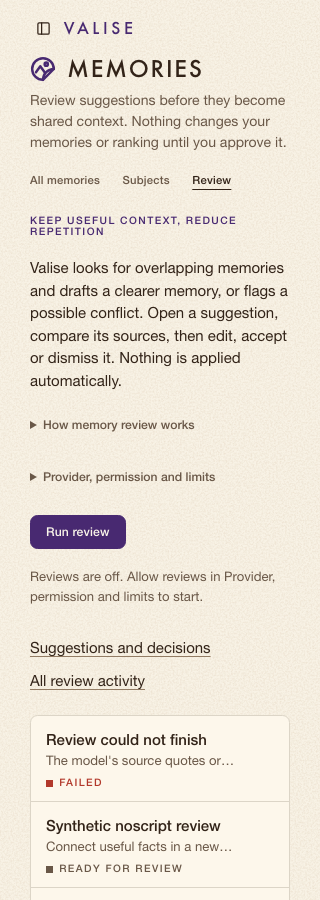 VALISE
MEMORIES
Review suggestions before they become
shared context. Nothing changes your
memories or ranking until you approve it.
All memories Subjects Review
KEEP USEFUL CONTEXT, REDUCE
REPETITION
Valise looks for overlapping memories
and drafts a clearer memory, or flags a
possible conflict. Open a suggestion,
compare its sources, then edit, accept
or dismiss it. Nothing is applied
automatically.
How memory review works
Provider, permission and limits
Run review
Reviews are off. Allow reviews in Provider,
permission and limits to start.
Suggestions and decisions
All review activity
Review could not finish
The model's source quotes or…
FAILED
Synthetic noscript review
Connect useful facts in a new…
READY FOR REVIEW